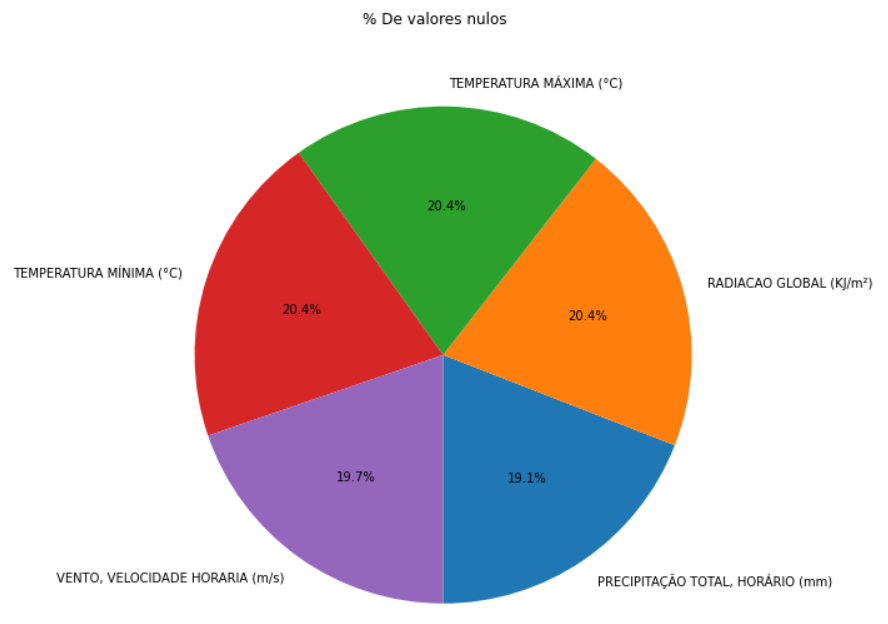 % De valores nulos
TEMPERATURA MÁXIMA (°C)
20.4%
TEMPERATURA MÍNIMA (°C)
20.4%
RADIACAO GLOBAL (KJ/m²)
20.4%
19.7%
19.1%
VENTO, VELOCIDADE HORARIA (m/s)
PRECIPITAÇÃO TOTAL, HORÁRIO (mm)